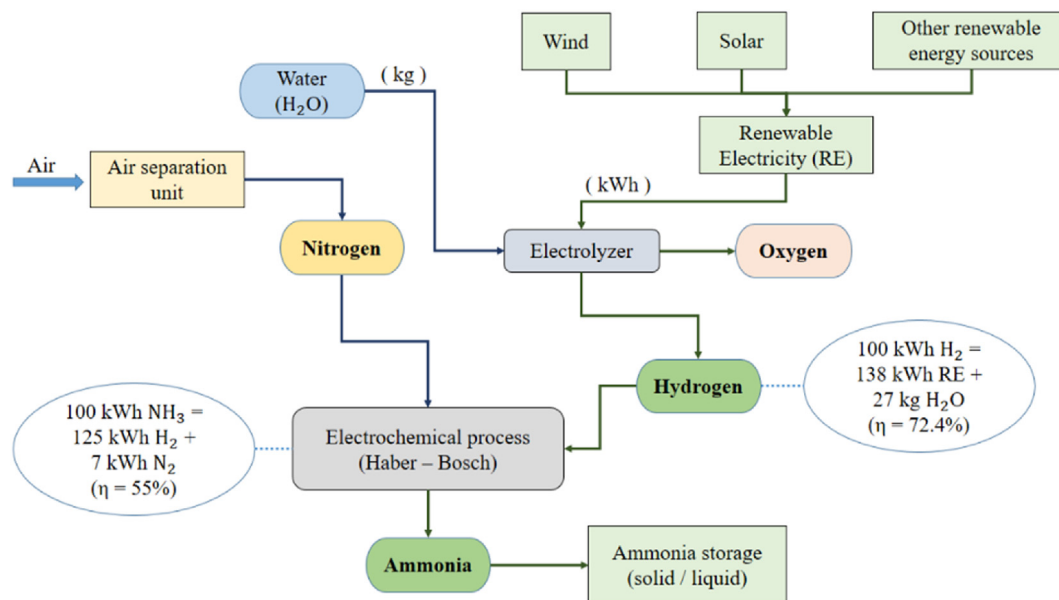 Wind
Solar
Other renewable
energy sources
Water
(H₂O)
( kg )
Renewable
Electricity (RE)
Air
Air separation
unit
( kWh )
Nitrogen
Electrolyzer
Oxygen
100 kWh H₂ =
138 kWh RE +
27 kg H₂O
(η = 72.4%)
Hydrogen
100 kWh NH₃ =
125 kWh H₂ +
7 kWh N₂
(η = 55%)
Electrochemical process
(Haber – Bosch)
Ammonia
Ammonia storage
(solid / liquid)